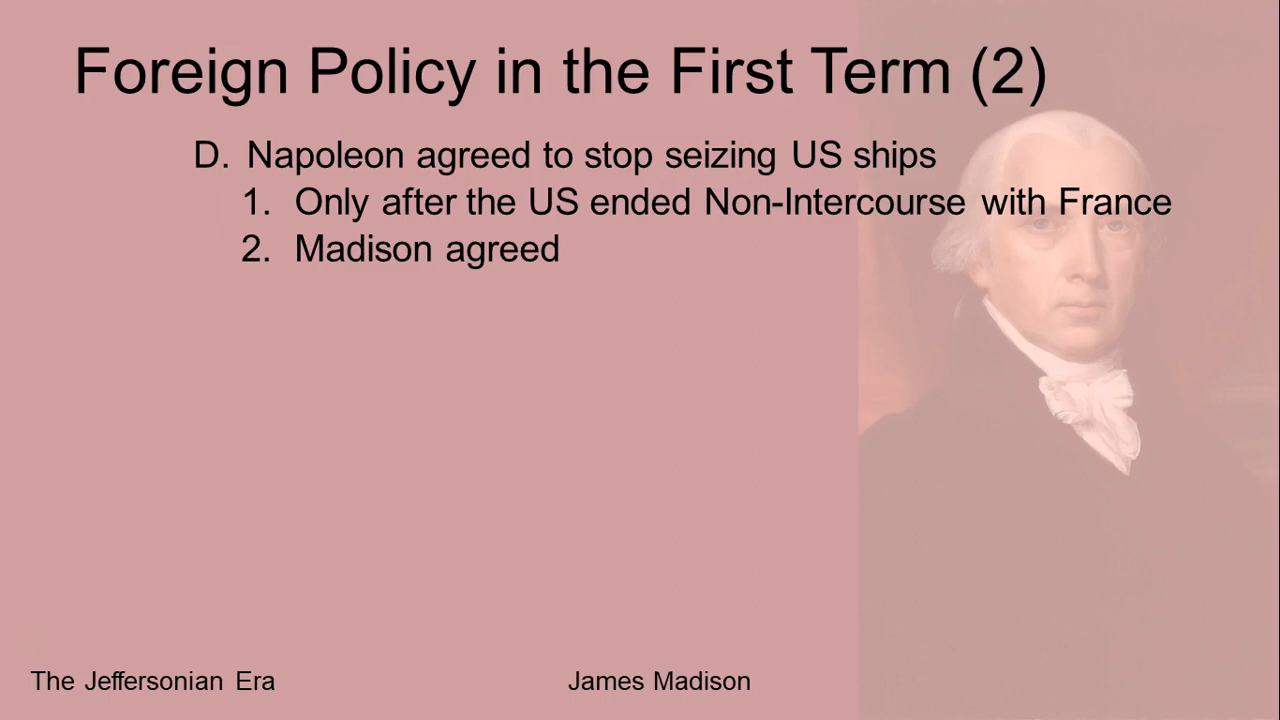 Foreign Policy in the First Term (2)
D. Napoleon agreed to stop seizing US ships
1. Only after the US ended Non-Intercourse with France
2. Madison agreed
The Jeffersonian Era
James Madison